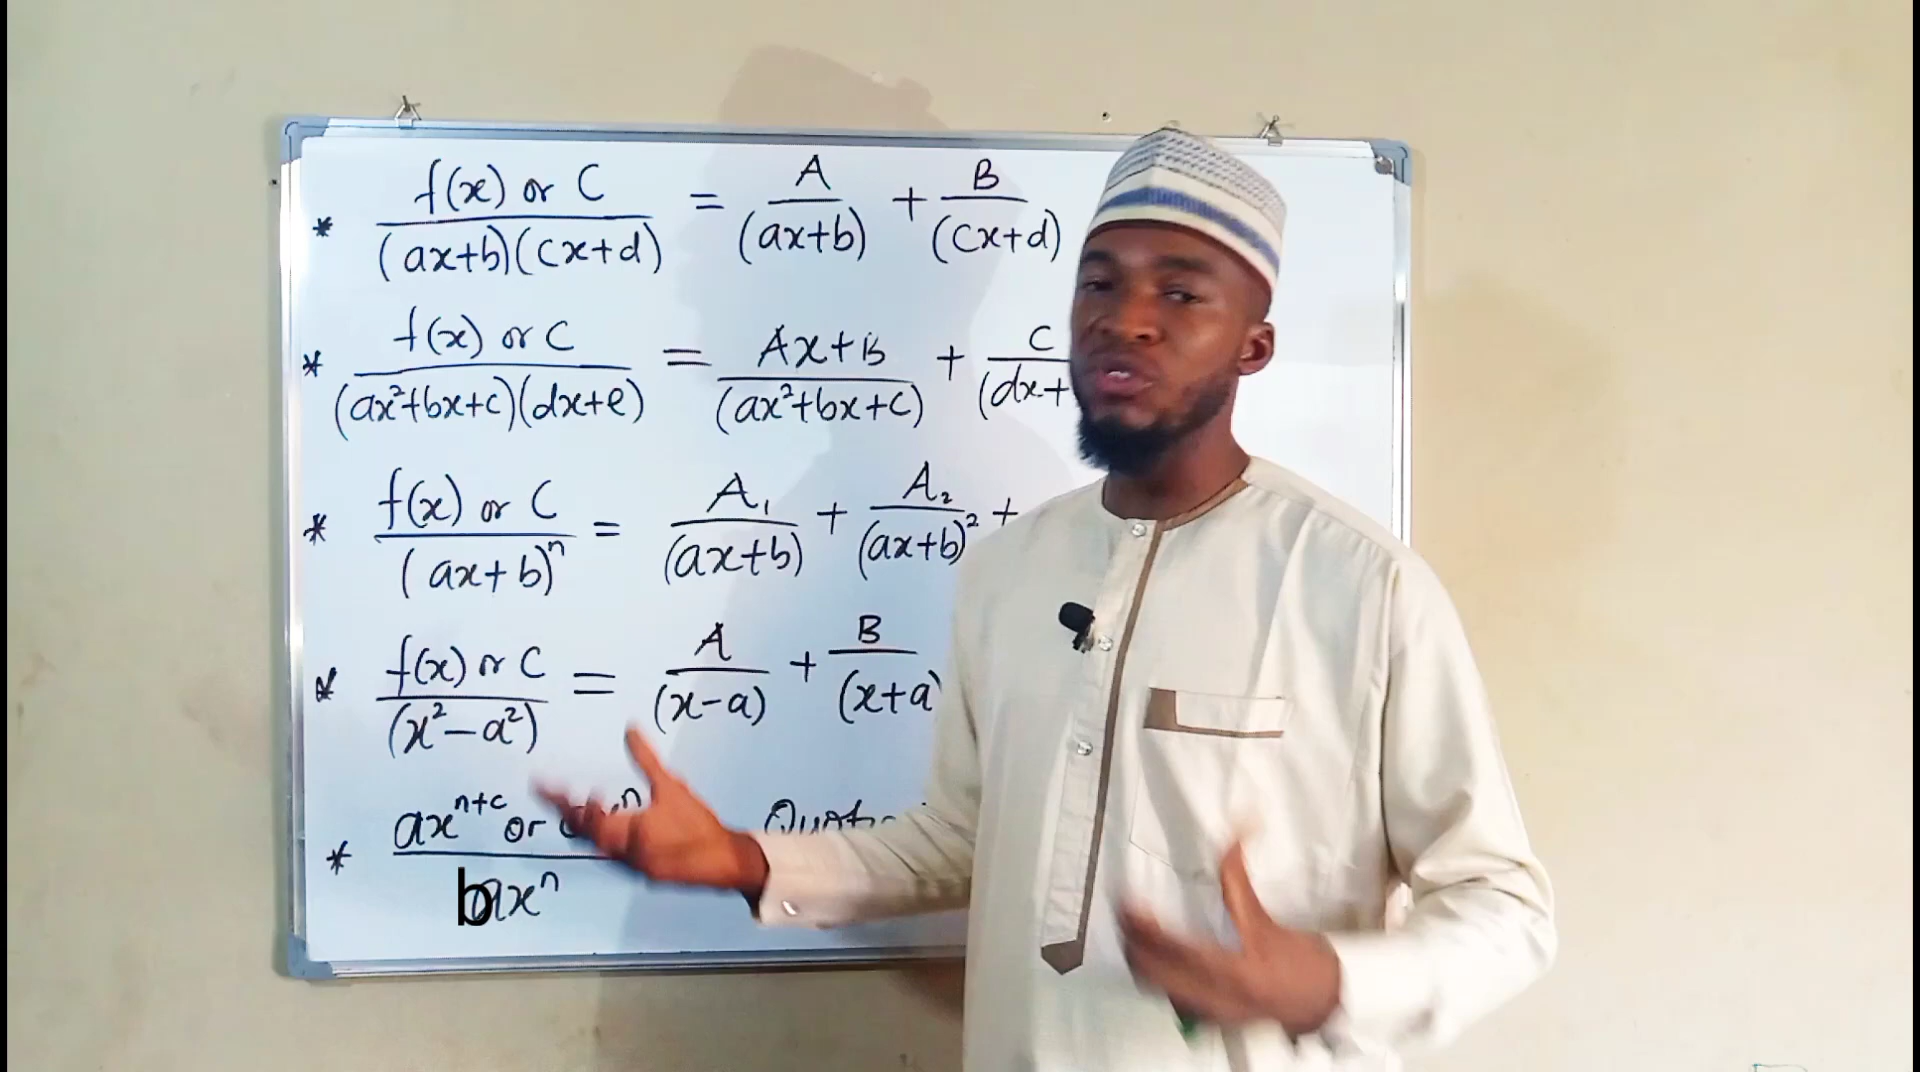 * f(x) or C / (ax+b)(cx+d) = A / (ax+b) + B / (cx+d)
* f(x) or C / (ax²+bx+c)(dx+e) = Ax+B / (ax²+bx+c) + C / (dx+
* f(x) or C / (ax+b)ⁿ = A₁ / (ax+b) + A₂ / (ax+b)² +
* f(x) or C / (x²-a²) = A / (x-a) + B / (x+a)
* axⁿ⁺ᶜ or / bxⁿ